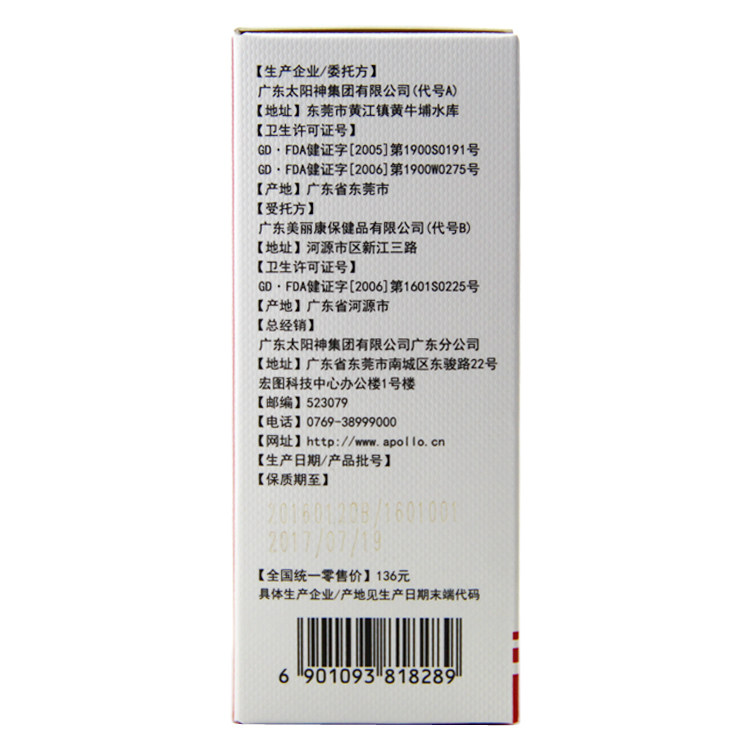 【生产企业/委托方】
广东太阳神集团有限公司(代号A)
【地址】东莞市黄江镇黄牛埔水库
【卫生许可证号】
GD·FDA健证字[2005]第1900S0191号
GD·FDA健证字[2006]第1900W0275号
【产地】广东省东莞市
【受托方】
广东美丽康保健品有限公司(代号B)
【地址】河源市区新江三路
【卫生许可证号】
GD·FDA健证字[2006]第1601S0225号
【产地】广东省河源市
【总经销】
广东太阳神集团有限公司广东分公司
【地址】广东省东莞市南城区东骏路22号
宏图科技中心办公楼1号楼
【邮编】523079
【电话】0769-38999000
【网址】http://www.apollo.cn
【生产日期/产品批号】
【保质期至】
20160120B/1601001
2017/07/19
【全国统一零售价】136元
具体生产企业/产地见生产日期末端代码
6 901093 818289